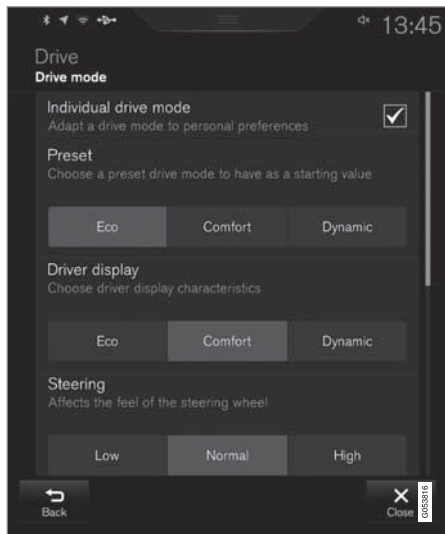 13:45
Drive
Drive mode
Individual drive mode
Adapt a drive mode to personal preferences
Preset
Choose a preset drive mode to have as a starting value
Eco Comfort Dynamic
Driver display
Choose driver display characteristics
Eco Comfort Dynamic
Steering
Affects the feel of the steering wheel
Low Normal High
Back Close
G053816